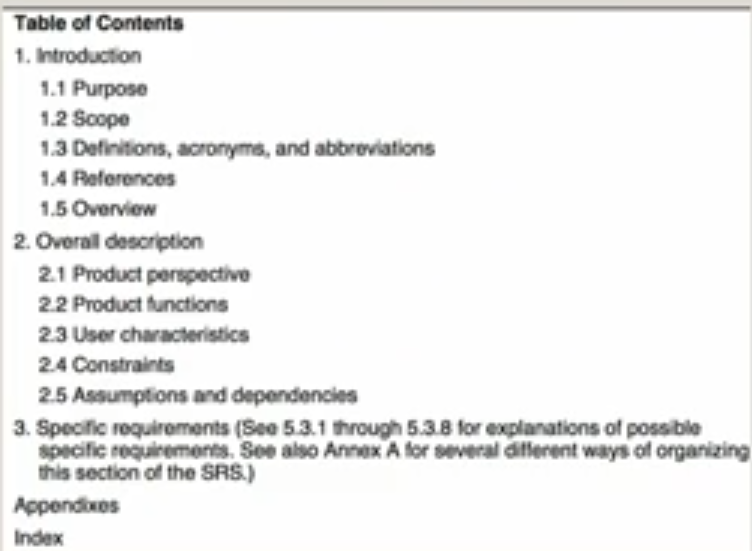 Table of Contents
1. Introduction
1.1 Purpose
1.2 Scope
1.3 Definitions, acronyms, and abbreviations
1.4 References
1.5 Overview
2. Overall description
2.1 Product perspective
2.2 Product functions
2.3 User characteristics
2.4 Constraints
2.5 Assumptions and dependencies
3. Specific requirements (See 5.3.1 through 5.3.8 for explanations of possible
specific requirements. See also Annex A for several different ways of organizing
this section of the SRS.)
Appendixes
Index